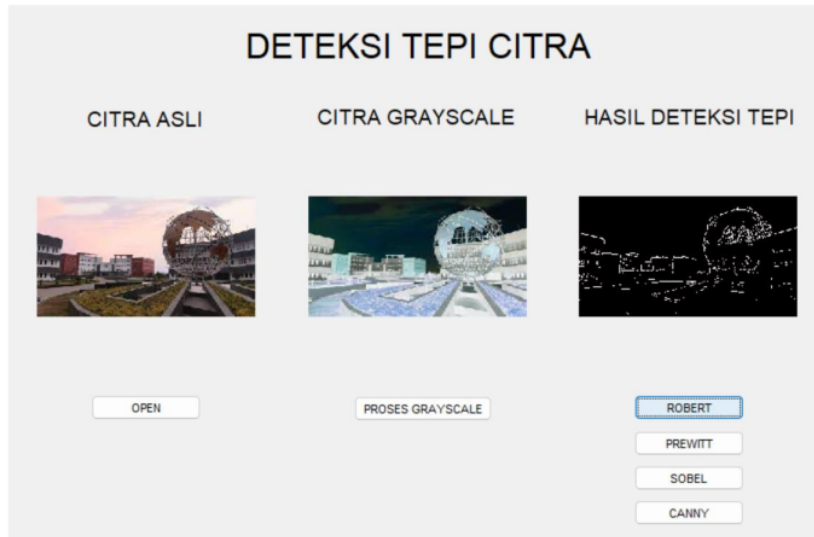 DETEKSI TEPI CITRA
CITRA ASLI
CITRA GRAYSCALE
HASIL DETEKSI TEPI
OPEN
PROSES GRAYSCALE
ROBERT
PREWITT
SOBEL
CANNY